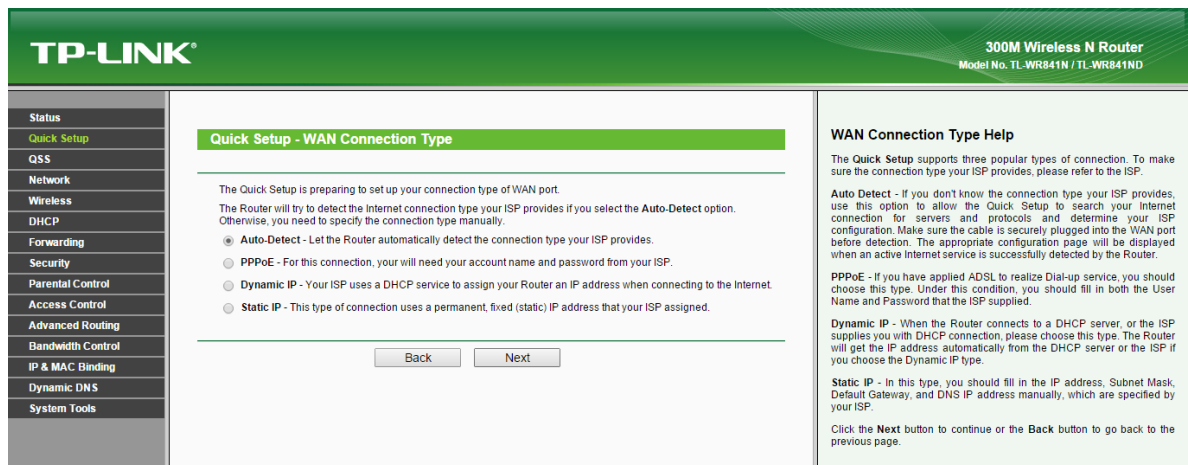 TP-LINK®
300M Wireless N Router
Model No. TL-WR841N / TL-WR841ND
Status
Quick Setup
QSS
Network
Wireless
DHCP
Forwarding
Security
Parental Control
Access Control
Advanced Routing
Bandwidth Control
IP & MAC Binding
Dynamic DNS
System Tools
Quick Setup - WAN Connection Type
The Quick Setup is preparing to set up your connection type of WAN port.
The Router will try to detect the Internet connection type your ISP provides if you select the Auto-Detect option.
Otherwise, you need to specify the connection type manually.
Auto-Detect - Let the Router automatically detect the connection type your ISP provides.
PPPoE - For this connection, your will need your account name and password from your ISP.
Dynamic IP - Your ISP uses a DHCP service to assign your Router an IP address when connecting to the Internet.
Static IP - This type of connection uses a permanent, fixed (static) IP address that your ISP assigned.
Back Next
WAN Connection Type Help
The Quick Setup supports three popular types of connection. To make
sure the connection type your ISP provides, please refer to the ISP.
Auto Detect - If you don't know the connection type your ISP provides,
use this option to allow the Quick Setup to search your Internet
connection for servers and protocols and determine your ISP
configuration. Make sure the cable is securely plugged into the WAN port
before detection. The appropriate configuration page will be displayed
when an active Internet service is successfully detected by the Router.
PPPoE - If you have applied ADSL to realize Dial-up service, you should
choose this type. Under this condition, you should fill in both the User
Name and Password that the ISP supplied.
Dynamic IP - When the Router connects to a DHCP server, or the ISP
supplies you with DHCP connection, please choose this type. The Router
will get the IP address automatically from the DHCP server or the ISP if
you choose the Dynamic IP type.
Static IP - In this type, you should fill in the IP address, Subnet Mask,
Default Gateway, and DNS IP address manually, which are specified by
your ISP.
Click the Next button to continue or the Back button to go back to the
previous page.